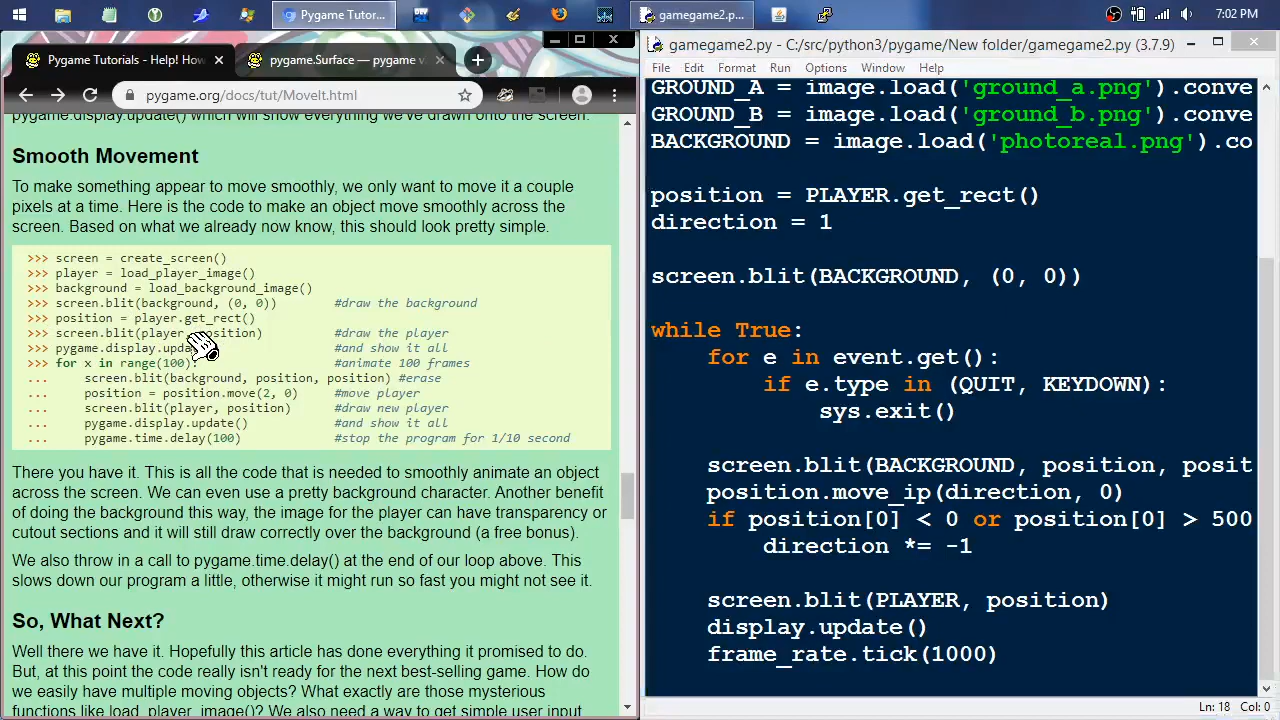 Pygame Tutor...
gamegame2.p...
7:02 PM
Pygame Tutorials - Help! How
pygame.Surface — pygame v
pygame.org/docs/tut/MoveIt.html
pygame.display.update() which will show everything we've drawn onto the screen.
Smooth Movement
To make something appear to move smoothly, we only want to move it a couple
pixels at a time. Here is the code to make an object move smoothly across the
screen. Based on what we already now know, this should look pretty simple.
>>> screen = create_screen()
>>> player = load_player_image()
>>> background = load_background_image()
>>> screen.blit(background, (0, 0)) #draw the background
>>> position = player.get_rect()
>>> screen.blit(player, position) #draw the player
>>> pygame.display.upda #and show it all
>>> for x in range(100): #animate 100 frames
... screen.blit(background, position, position) #erase
... position = position.move(2, 0) #move player
... screen.blit(player, position) #draw new player
... pygame.display.update() #and show it all
... pygame.time.delay(100) #stop the program for 1/10 second
There you have it. This is all the code that is needed to smoothly animate an object
across the screen. We can even use a pretty background character. Another benefit
of doing the background this way, the image for the player can have transparency or
cutout sections and it will still draw correctly over the background (a free bonus).
We also throw in a call to pygame.time.delay() at the end of our loop above. This
slows down our program a little, otherwise it might run so fast you might not see it.
So, What Next?
Well there we have it. Hopefully this article has done everything it promised to do.
But, at this point the code really isn't ready for the next best-selling game. How do
we easily have multiple moving objects? What exactly are those mysterious
functions like load_player_image()? We also need a way to get simple user input
gamegame2.py - C:/src/python3/pygame/New folder/gamegame2.py (3.7.9)
File Edit Format Run Options Window Help
GROUND_A = image.load('ground_a.png').conve
GROUND_B = image.load('ground_b.png').conve
BACKGROUND = image.load('photoreal.png').co
position = PLAYER.get_rect()
direction = 1
screen.blit(BACKGROUND, (0, 0))
while True:
for e in event.get():
if e.type in (QUIT, KEYDOWN):
sys.exit()
screen.blit(BACKGROUND, position, posit
position.move_ip(direction, 0)
if position[0] < 0 or position[0] > 500
direction *= -1
screen.blit(PLAYER, position)
display.update()
frame_rate.tick(1000)
Ln: 18 Col: 0